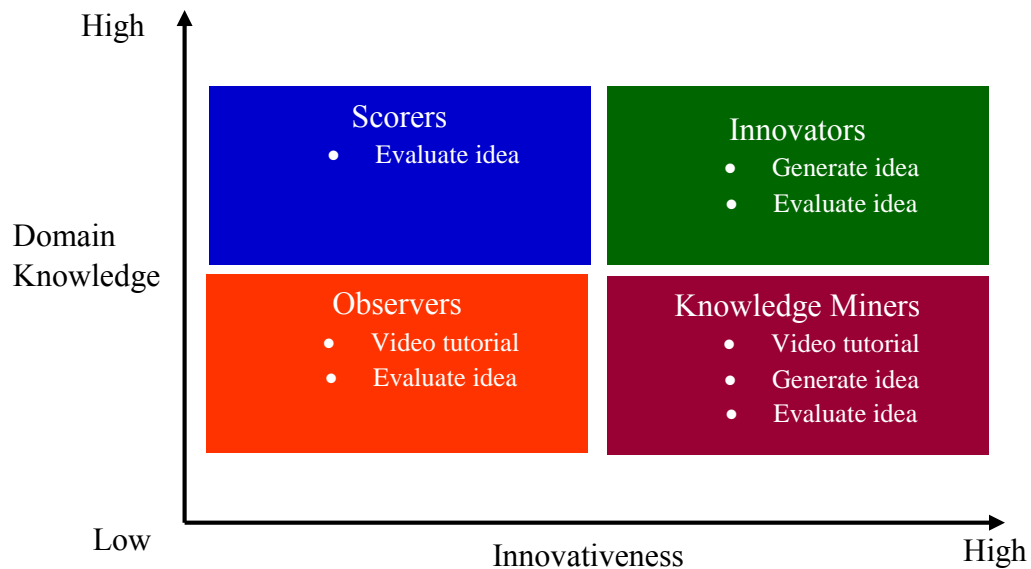 High
Scorers
• Evaluate idea
Innovators
• Generate idea
• Evaluate idea
Domain
Knowledge
Observers
• Video tutorial
• Evaluate idea
Knowledge Miners
• Video tutorial
• Generate idea
• Evaluate idea
Low
Innovativeness
High